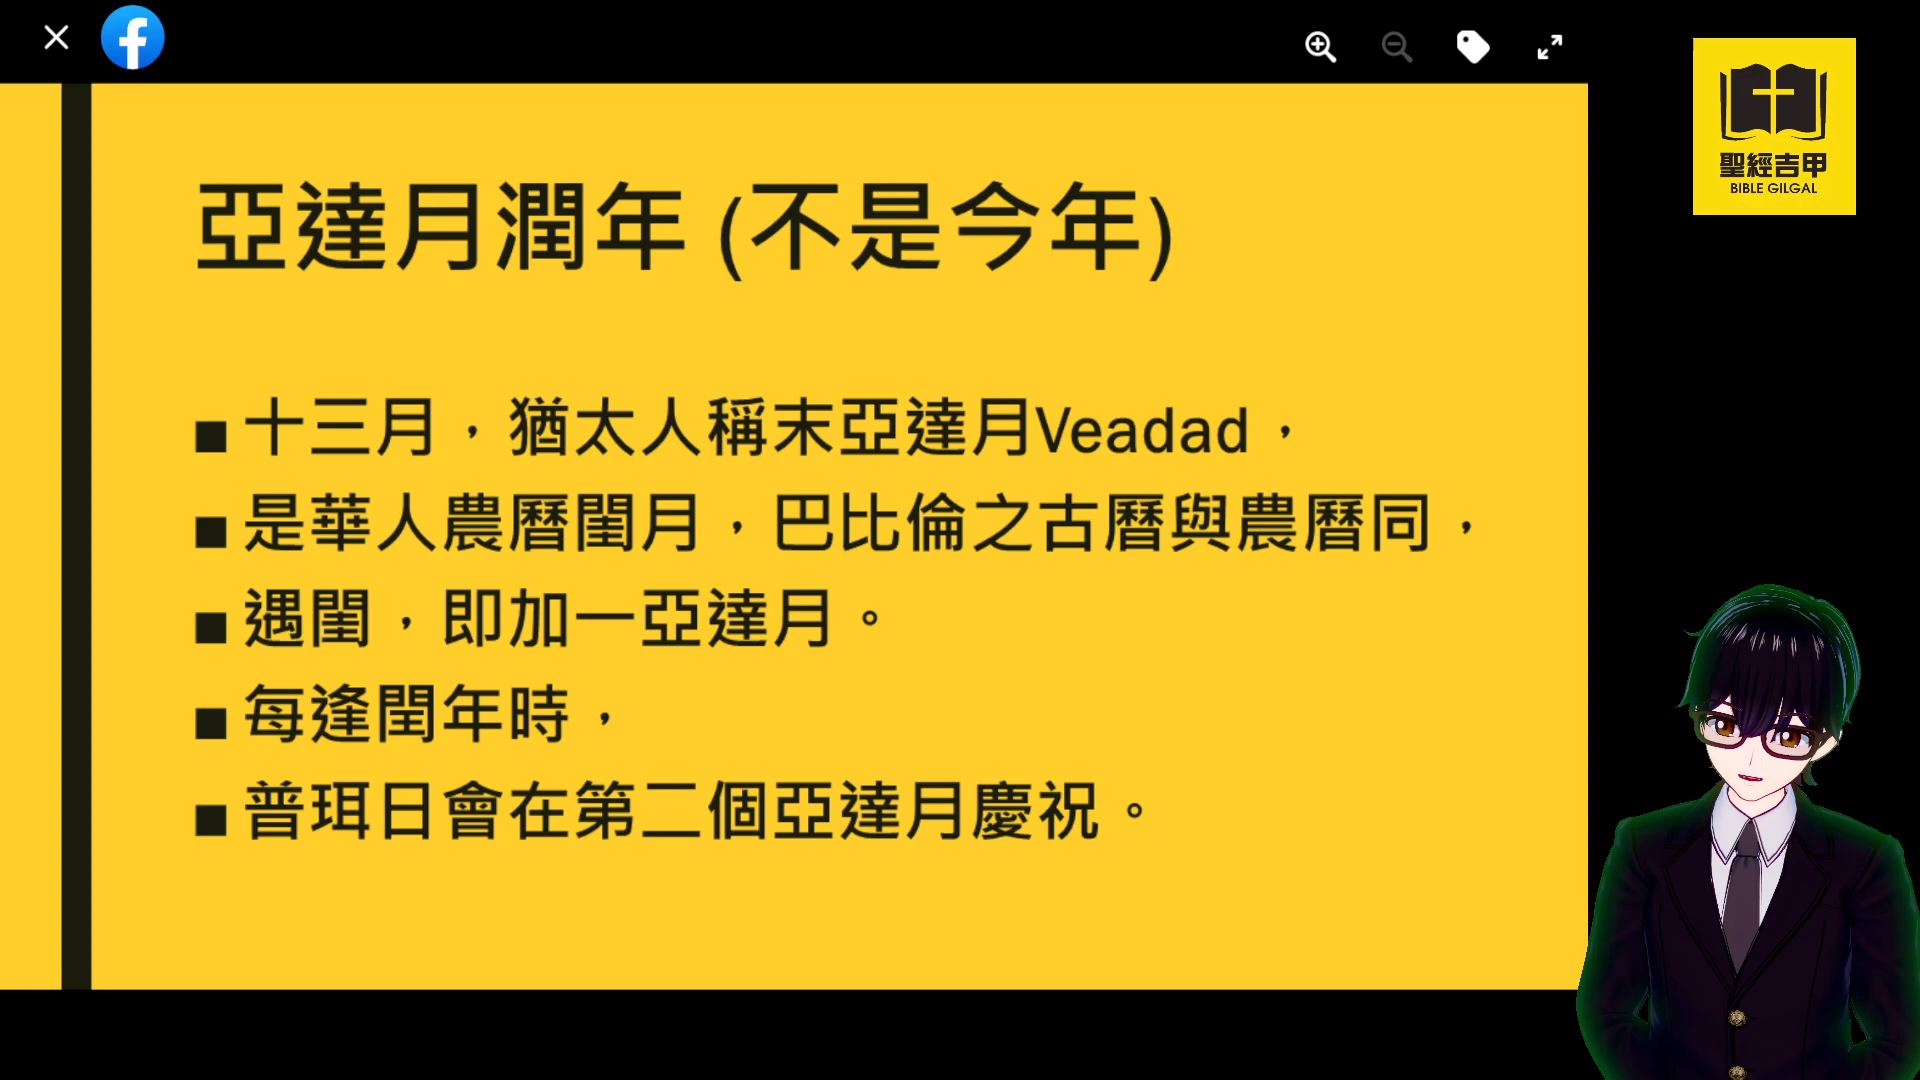 聖經吉甲
BIBLE GILGAL
亞達月潤年 (不是今年)
■ 十三月，猶太人稱末亞達月Veadad，
■ 是華人農曆閏月，巴比倫之古曆與農曆同，
■ 遇閏，即加一亞達月。
■ 每逢閏年時，
■ 普珥日會在第二個亞達月慶祝。